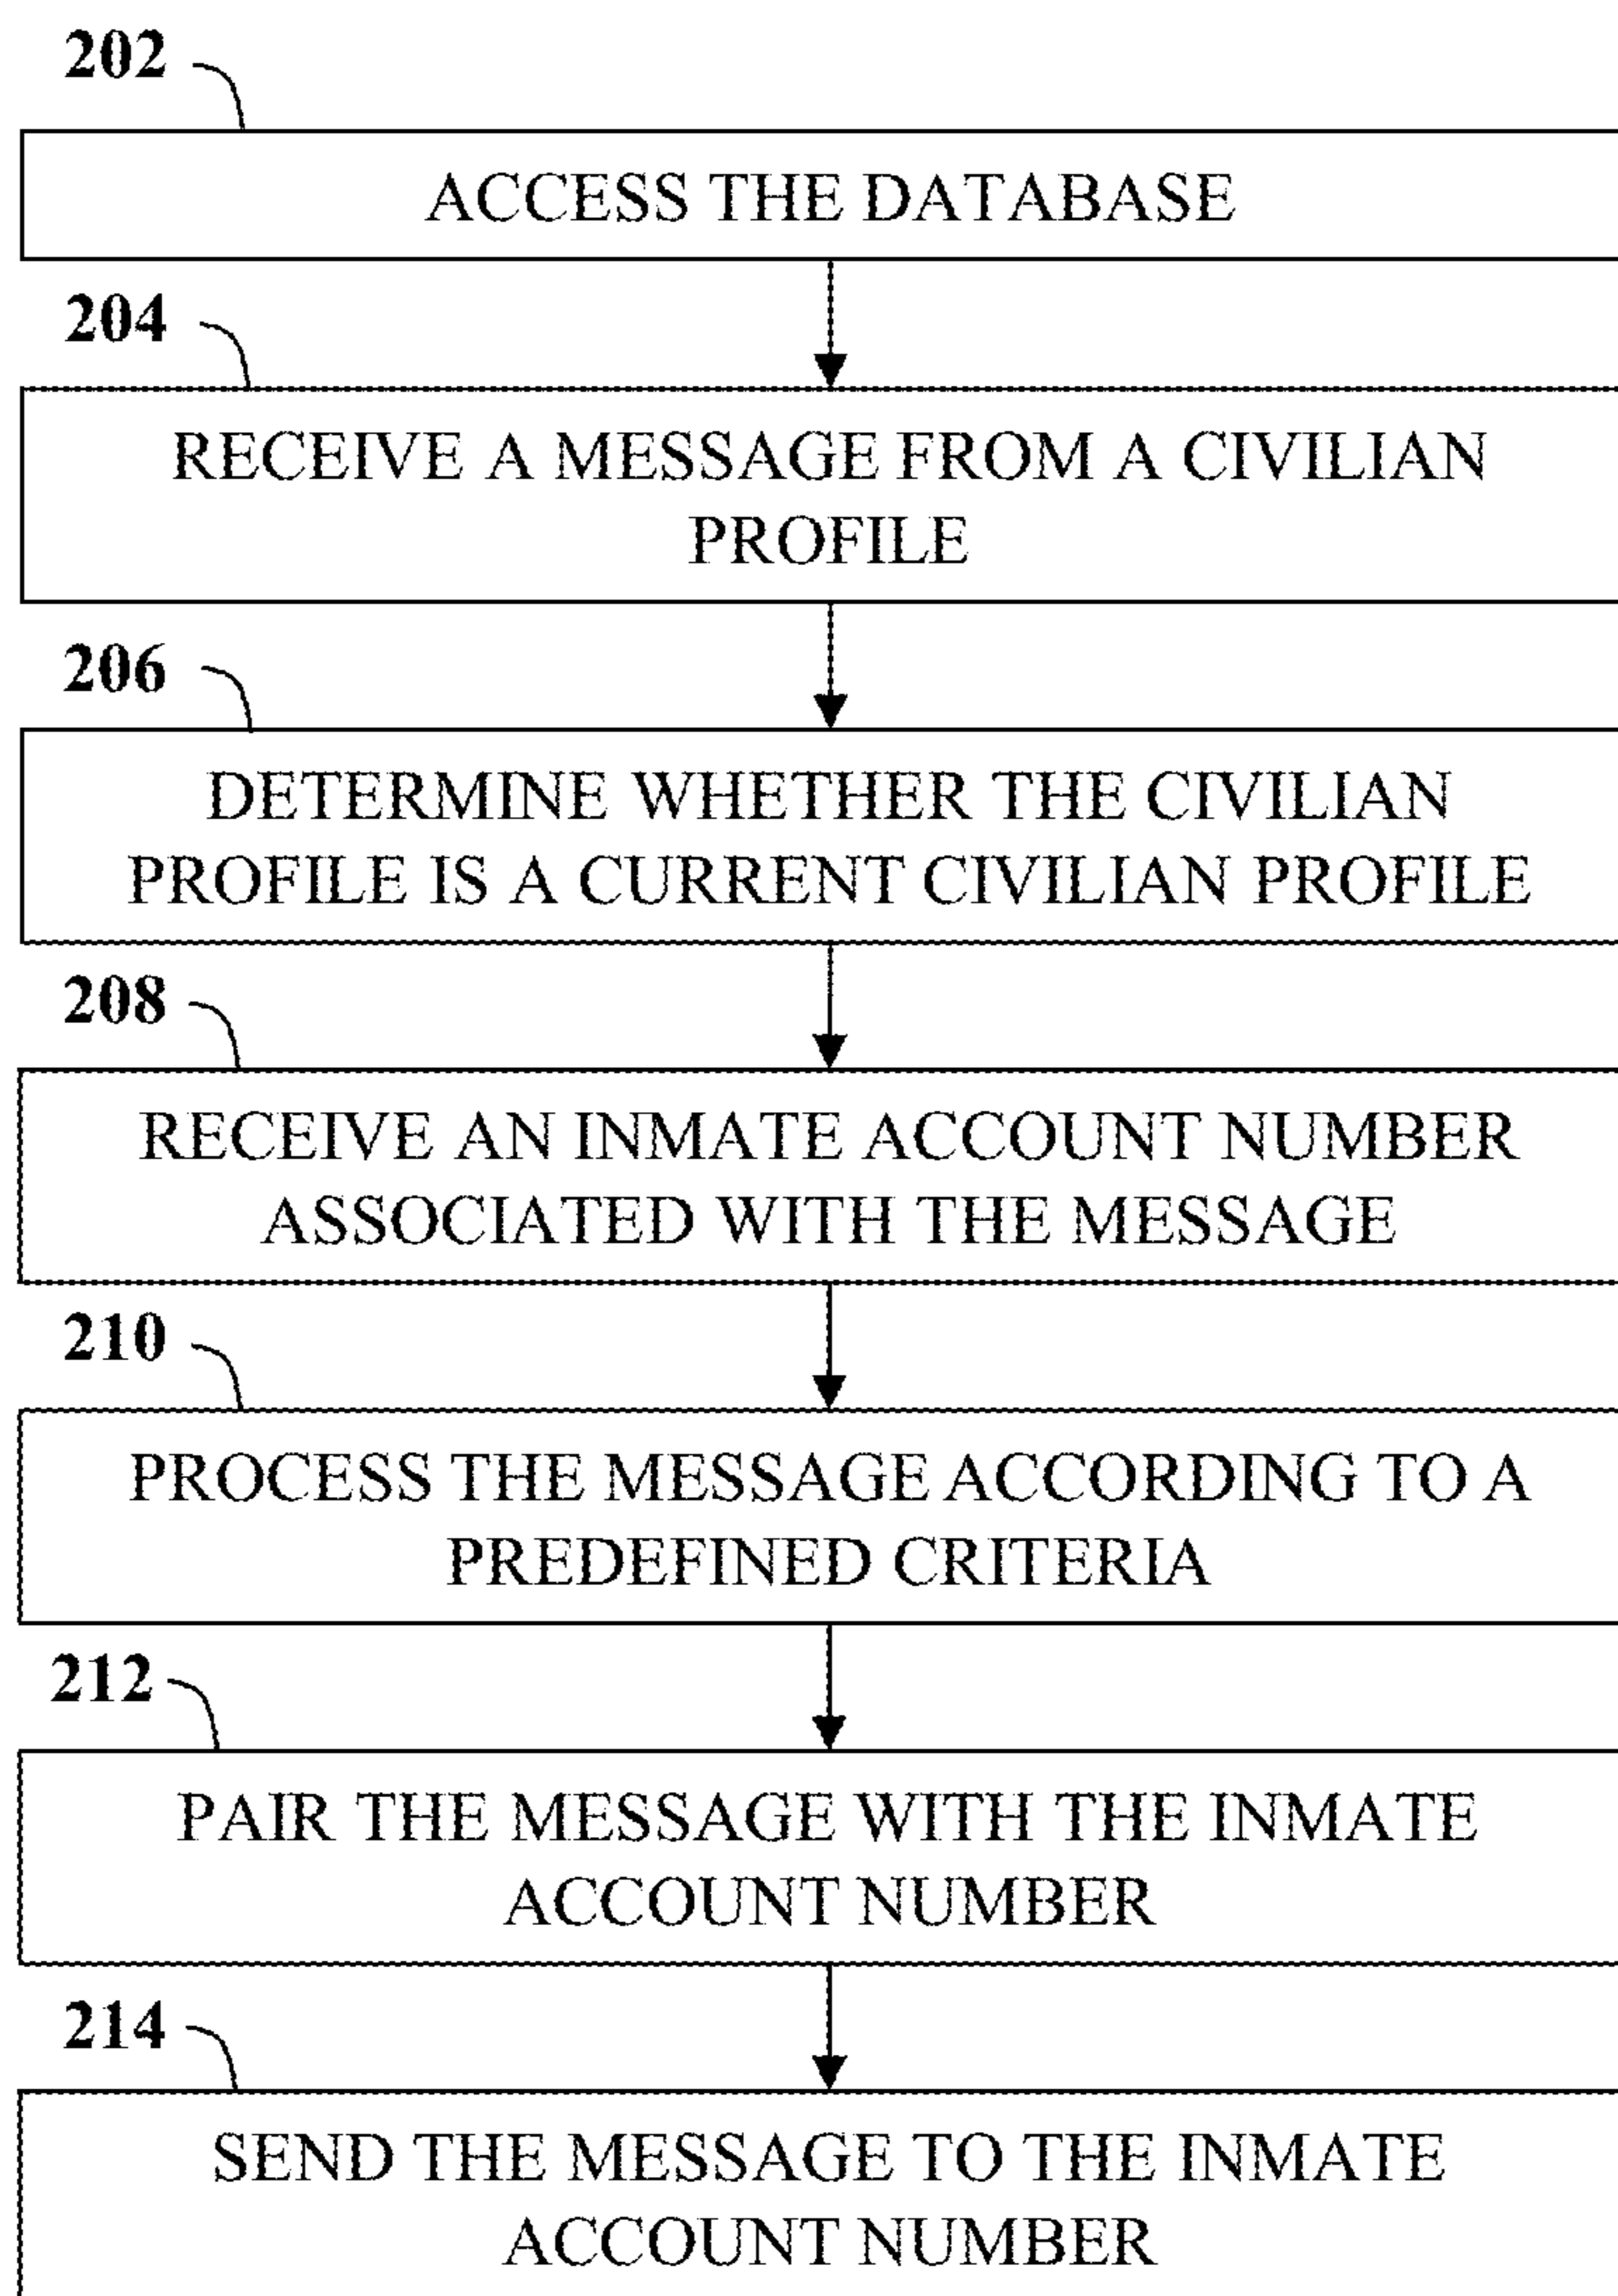 202
ACCESS THE DATABASE
204
RECEIVE A MESSAGE FROM A CIVILIAN
PROFILE
206
DETERMINE WHETHER THE CIVILIAN
PROFILE IS A CURRENT CIVILIAN PROFILE
208
RECEIVE AN INMATE ACCOUNT NUMBER
ASSOCIATED WITH THE MESSAGE
210
PROCESS THE MESSAGE ACCORDING TO A
PREDEFINED CRITERIA
212
PAIR THE MESSAGE WITH THE INMATE
ACCOUNT NUMBER
214
SEND THE MESSAGE TO THE INMATE
ACCOUNT NUMBER